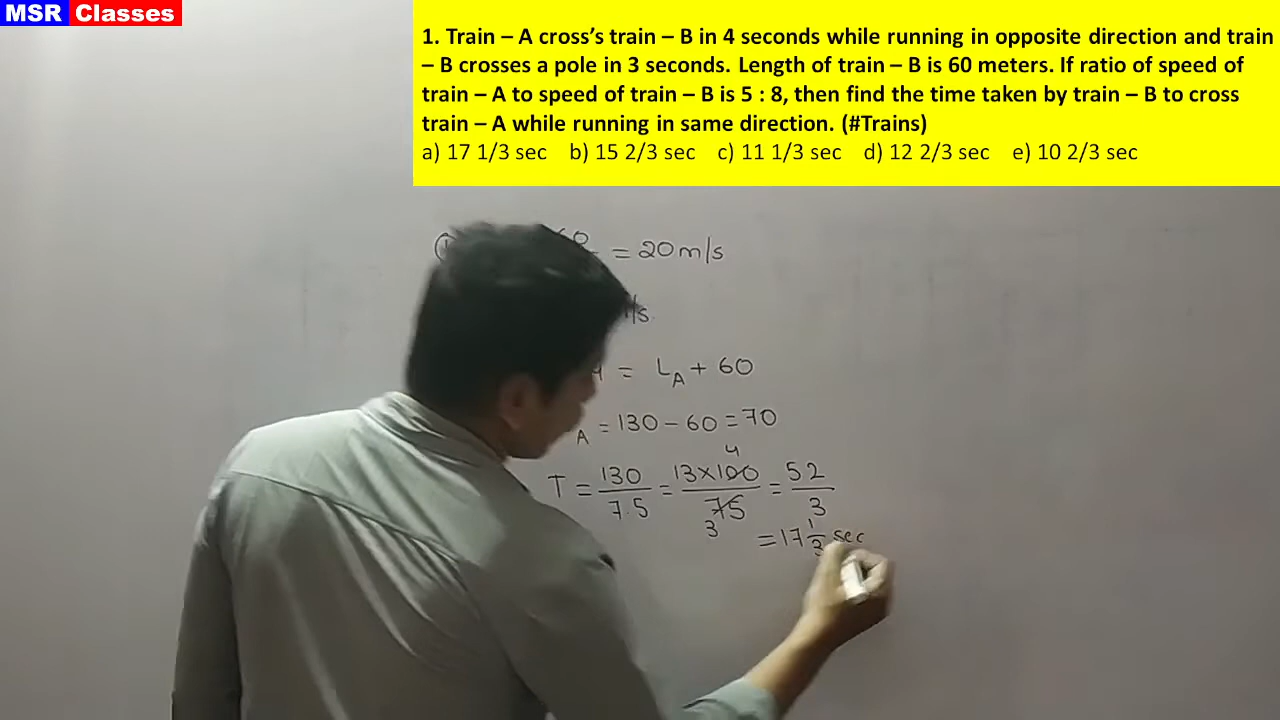 MSR Classes
1. Train – A cross’s train – B in 4 seconds while running in opposite direction and train
– B crosses a pole in 3 seconds. Length of train – B is 60 meters. If ratio of speed of
train – A to speed of train – B is 5 : 8, then find the time taken by train – B to cross
train – A while running in same direction. (#Trains)
a) 17 1/3 sec b) 15 2/3 sec c) 11 1/3 sec d) 12 2/3 sec e) 10 2/3 sec
= 20 m/s
/s
= L_A + 60
A = 130 – 60 = 70
T = 130/7.5 = 13×100/75 = 52/3
4
3
= 17 1/3 sec